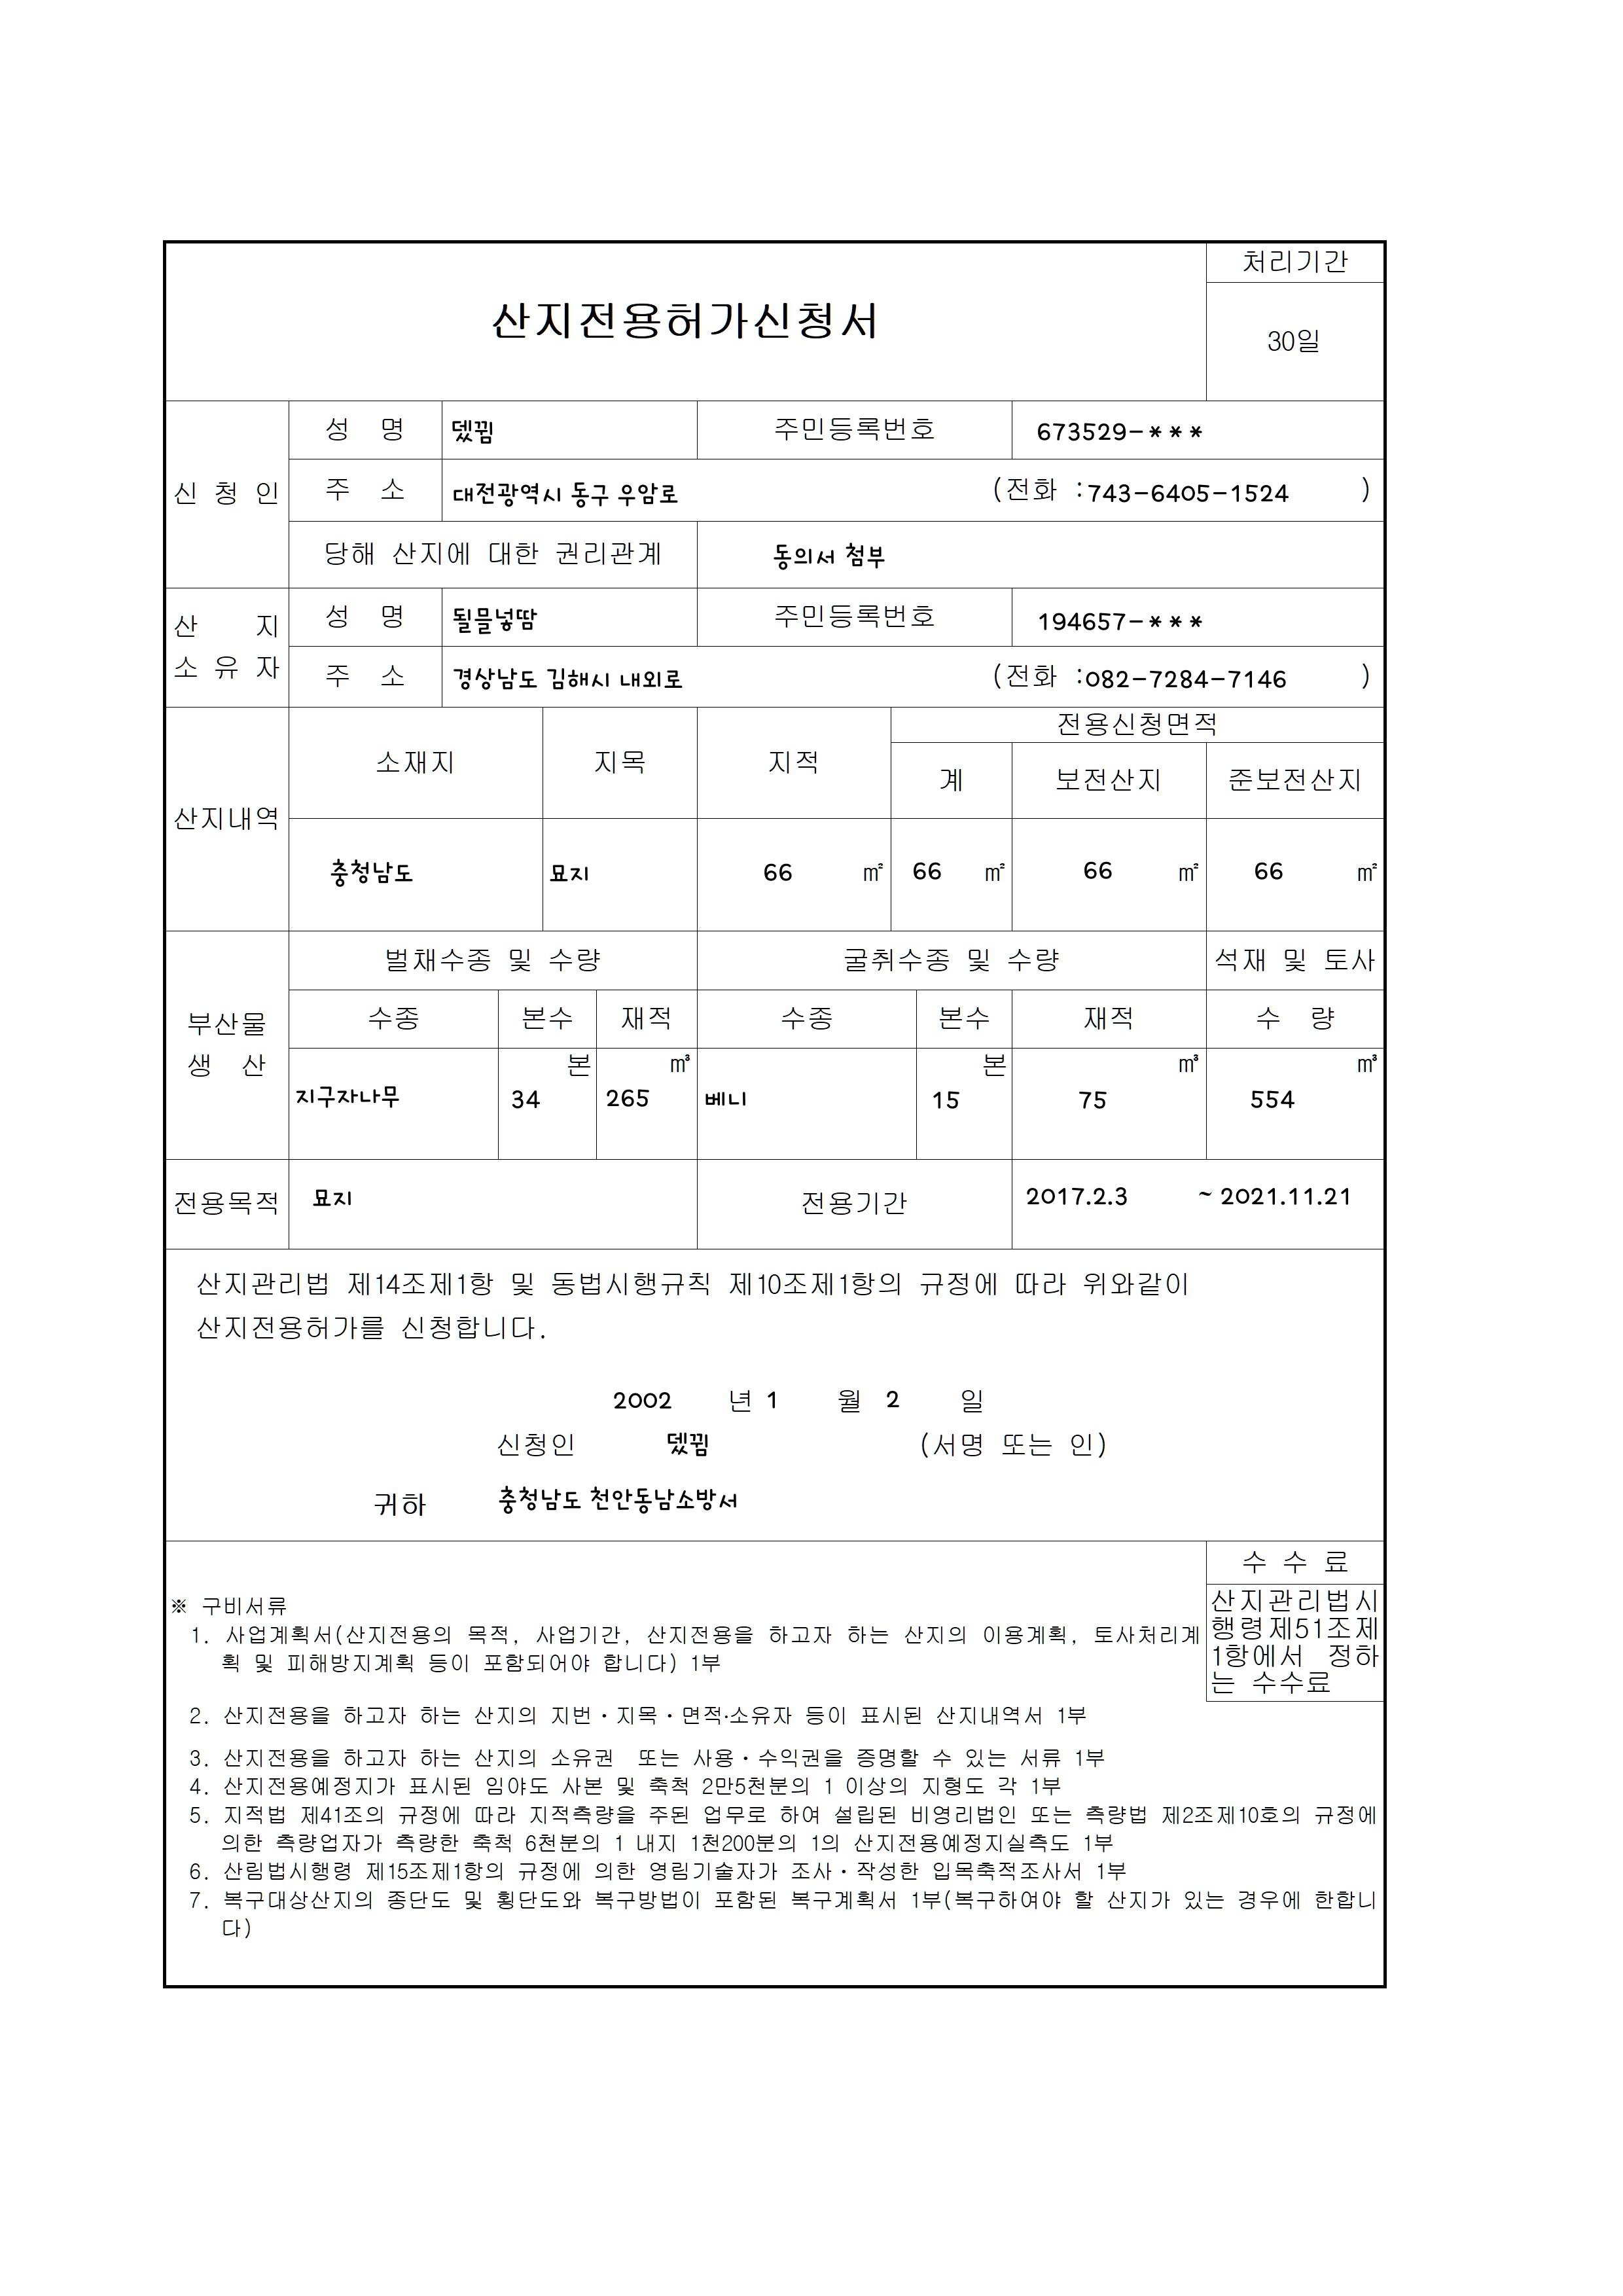 처리기간
산지전용허가신청서
30일
신 청 인
성 명 뎄뀜 주민등록번호 673529-***
주 소 대전광역시 동구 우암로 (전화 :743-6405-1524 )
당해 산지에 대한 권리관계 동의서 첨부
산 지
소 유 자
성 명 될믈넣땀 주민등록번호 194657-***
주 소 경상남도 김해시 내외로 (전화 :082-7284-7146 )
산지내역
소재지 지목 지적 전용신청면적
계 보전산지 준보전산지
충청남도 묘지 66 ㎡ 66 ㎡ 66 ㎡ 66 ㎡
부산물
생 산
벌채수종 및 수량 굴취수종 및 수량 석재 및 토사
수종 본수 재적 수종 본수 재적 수 량
본 ㎥ 본 ㎥ ㎥
지구자나무 34 265 베니 15 75 554
전용목적 묘지 전용기간 2017.2.3 ~ 2021.11.21
산지관리법 제14조제1항 및 동법시행규칙 제10조제1항의 규정에 따라 위와같이
산지전용허가를 신청합니다.
2002 년 1 월 2 일
신청인 뎄뀜 (서명 또는 인)
귀하 충청남도 천안동남소방서
수 수 료
산지관리법시
행령제51조제
1항에서 정하
는 수수료
※ 구비서류
1. 사업계획서(산지전용의 목적, 사업기간, 산지전용을 하고자 하는 산지의 이용계획, 토사처리계
획 및 피해방지계획 등이 포함되어야 합니다) 1부
2. 산지전용을 하고자 하는 산지의 지번·지목·면적·소유자 등이 표시된 산지내역서 1부
3. 산지전용을 하고자 하는 산지의 소유권 또는 사용·수익권을 증명할 수 있는 서류 1부
4. 산지전용예정지가 표시된 임야도 사본 및 축척 2만5천분의 1 이상의 지형도 각 1부
5. 지적법 제41조의 규정에 따라 지적측량을 주된 업무로 하여 설립된 비영리법인 또는 측량법 제2조제10호의 규정에
의한 측량업자가 측량한 축척 6천분의 1 내지 1천200분의 1의 산지전용예정지실측도 1부
6. 산림법시행령 제15조제1항의 규정에 의한 영림기술자가 조사·작성한 입목축적조사서 1부
7. 복구대상산지의 종단도 및 횡단도와 복구방법이 포함된 복구계획서 1부(복구하여야 할 산지가 있는 경우에 한합니
다)